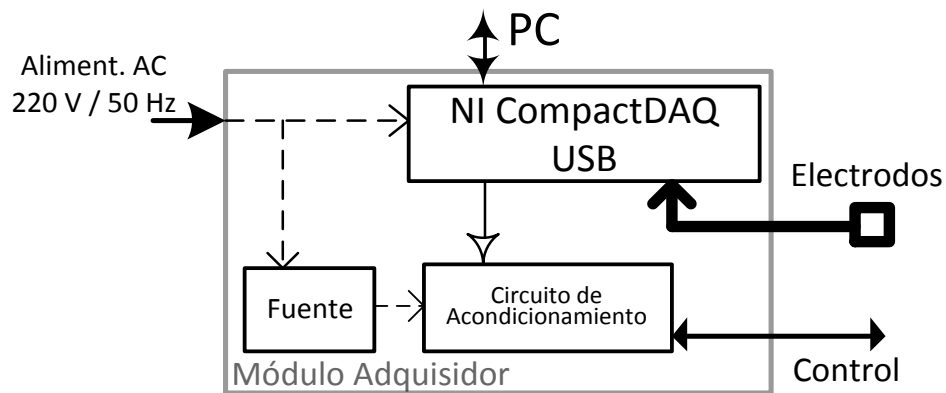 PC
Aliment. AC
220 V / 50 Hz
NI CompactDAQ
USB
Electrodos
Fuente
Circuito de
Acondicionamiento
Control
Módulo Adquisidor